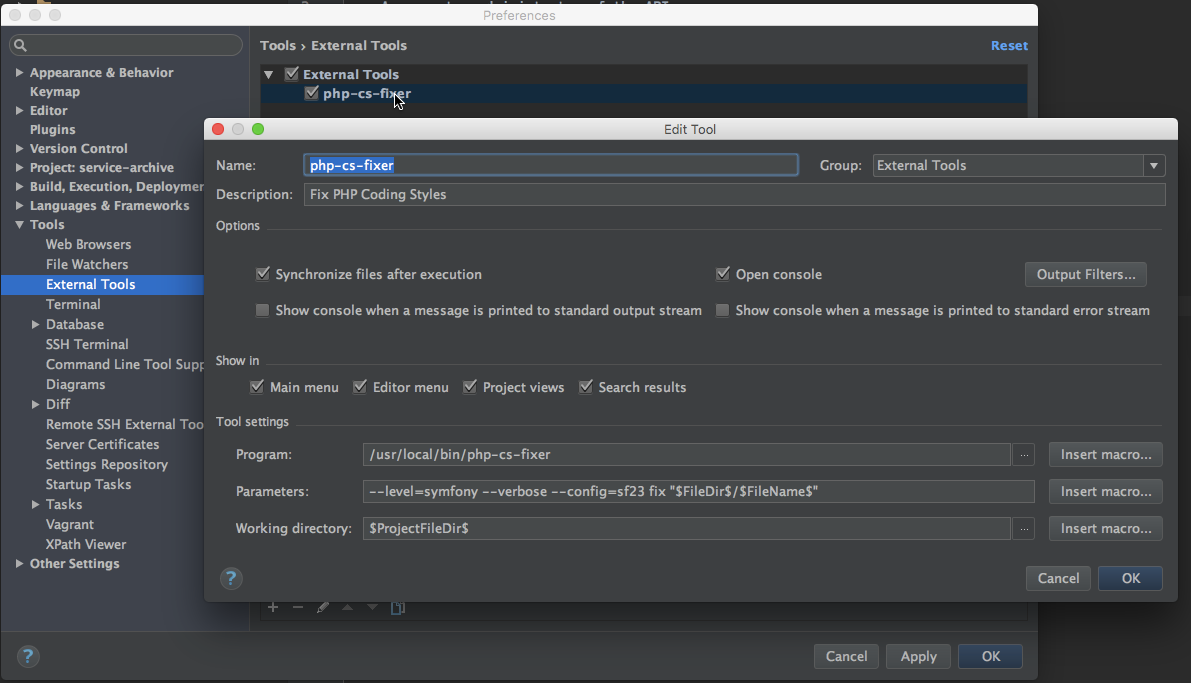 Preferences
Tools › External Tools
Reset
Appearance & Behavior
Keymap
Editor
Plugins
Version Control
Project: service-archive
Build, Execution, Deploymer
Languages & Frameworks
Tools
Web Browsers
File Watchers
External Tools
Terminal
Database
SSH Terminal
Command Line Tool Supp
Diagrams
Diff
Remote SSH External Too
Server Certificates
Settings Repository
Startup Tasks
Tasks
Vagrant
XPath Viewer
Other Settings
External Tools
php-cs-fixer
Edit Tool
Name: php-cs-fixer Group: External Tools
Description: Fix PHP Coding Styles
Options
Synchronize files after execution Open console Output Filters...
Show console when a message is printed to standard output stream Show console when a message is printed to standard error stream
Show in
Main menu Editor menu Project views Search results
Tool settings
Program: /usr/local/bin/php-cs-fixer ... Insert macro...
Parameters: --level=symfony --verbose --config=sf23 fix "$FileDir$/$FileName$" Insert macro...
Working directory: $ProjectFileDir$ ... Insert macro...
? Cancel OK
? Cancel Apply OK